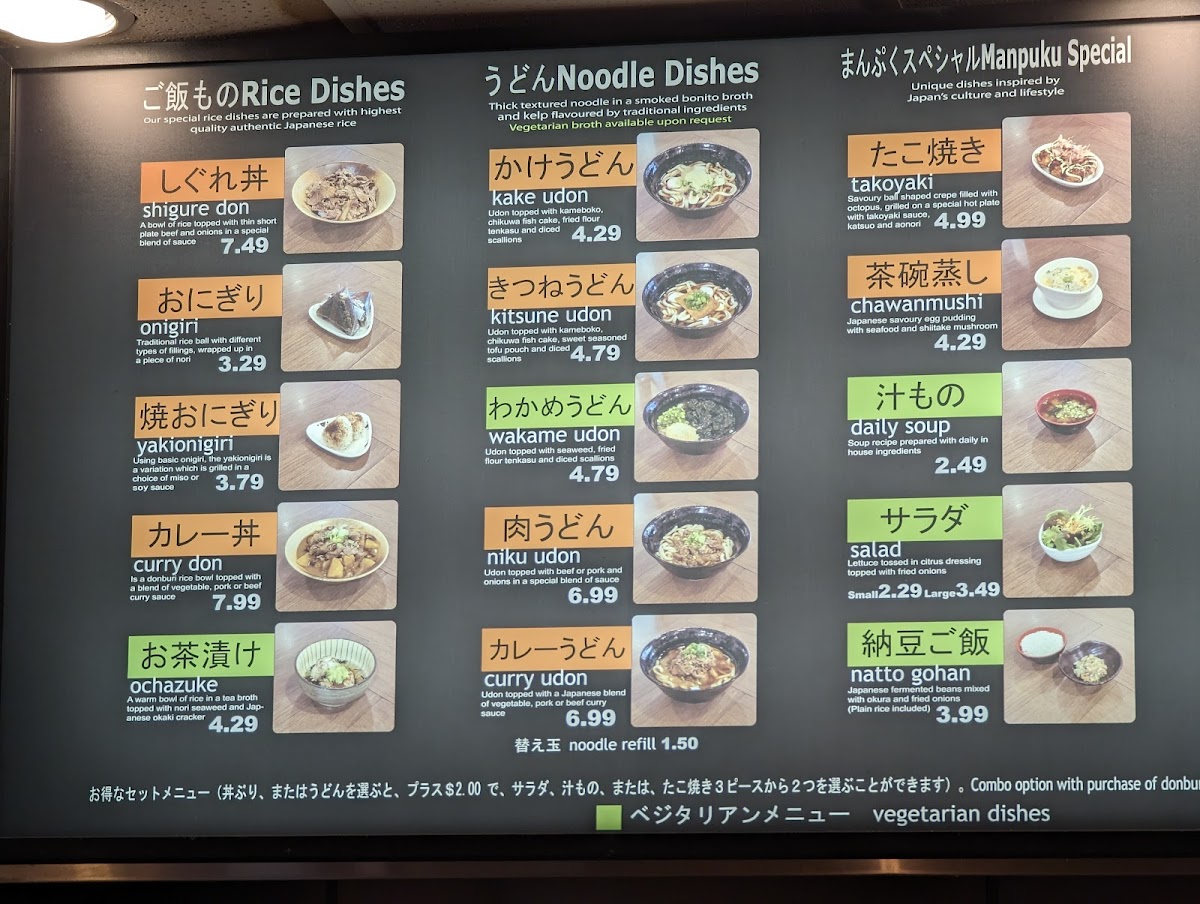 ご飯ものRice Dishes
Our special rice dishes are prepared with highest
quality authentic Japanese rice
しぐれ丼
shigure don
A bowl of rice topped with thin short
plate beef and onions in a special
blend of sauce 7.49
おにぎり
onigiri
Traditional rice ball with different
types of fillings, wrapped up in
a piece of nori 3.29
焼おにぎり
yakionigiri
Using basic onigiri, the yakionigiri is
a variation which is grilled in a
choice of miso or
soy sauce 3.79
カレー丼
curry don
Is a donburi rice bowl topped with
a blend of vegetable, pork or beef
curry sauce 7.99
お茶漬け
ochazuke
A warm bowl of rice in a tea broth
topped with nori seaweed and Jap-
anese okaki cracker 4.29
うどんNoodle Dishes
Thick textured noodle in a smoked bonito broth
and kelp flavoured by traditional ingredients
Vegetarian broth available upon request
かけうどん
kake udon
Udon topped with kameboko,
chikuwa fish cake, fried flour
tenkasu and diced
scallions 4.29
きつねうどん
kitsune udon
Udon topped with kameboko,
chikuwa fish cake, sweet seasoned
tofu pouch and diced
scallions 4.79
わかめうどん
wakame udon
Udon topped with seaweed, fried
flour tenkasu and diced scallions
4.79
肉うどん
niku udon
Udon topped with beef or pork and
onions in a special blend of sauce
6.99
カレーうどん
curry udon
Udon topped with a Japanese blend
of vegetable, pork or beef curry
sauce 6.99
替え玉 noodle refill 1.50
まんぷくスペシャルManpuku Special
Unique dishes inspired by
Japan's culture and lifestyle
たこ焼き
takoyaki
Savoury ball shaped crepe filled with
octopus, grilled on a special hot plate
with takoyaki sauce,
katsuo and aonori 4.99
茶碗蒸し
chawanmushi
Japanese savoury egg pudding
with seafood and shiitake mushroom
4.29
汁もの
daily soup
Soup recipe prepared with daily in
house ingredients
2.49
サラダ
salad
Lettuce tossed in citrus dressing
topped with fried onions
Small2.29 Large3.49
納豆ご飯
natto gohan
Japanese fermented beans mixed
with okura and fried onions
(Plain rice included) 3.99
お得なセットメニュー（丼ぶり、またはうどんを選ぶと、プラス＄2.00 で、サラダ、汁もの、または、たこ焼き３ピースから２つを選ぶことができます）。Combo option with purchase of donbu
ベジタリアンメニュー vegetarian dishes